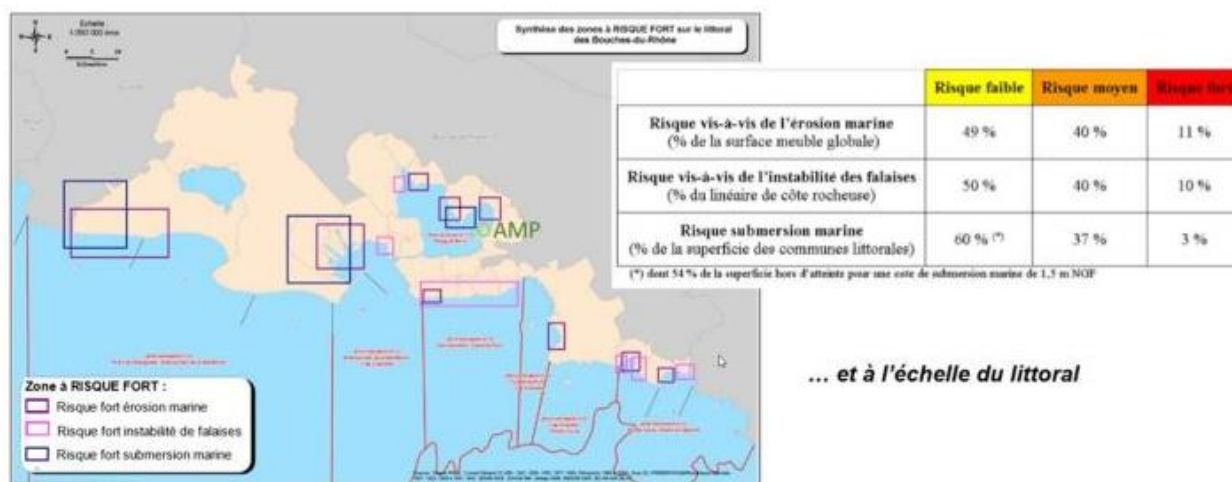 Echelle
Synthèse des zones à RISQUE FORT sur le littoral
des Bouches-du-Rhône
Risque faible
Risque moyen
Risque fort
Risque vis-à-vis de l'érosion marine
(% de la surface meuble globale)
49 %
40 %
11 %
Risque vis-à-vis de l'instabilité des falaises
(% du linéaire de côte rocheuse)
50 %
40 %
10 %
Risque submersion marine
(% de la superficie des communes littorales)
60 % (*)
37 %
3 %
(*) dont 54 % de la superficie hors d'atteinte pour une cote de submersion marine de 1,5 m NGF
AMP
Zone à RISQUE FORT :
Risque fort érosion marine
Risque fort instabilité de falaises
Risque fort submersion marine
... et à l'échelle du littoral